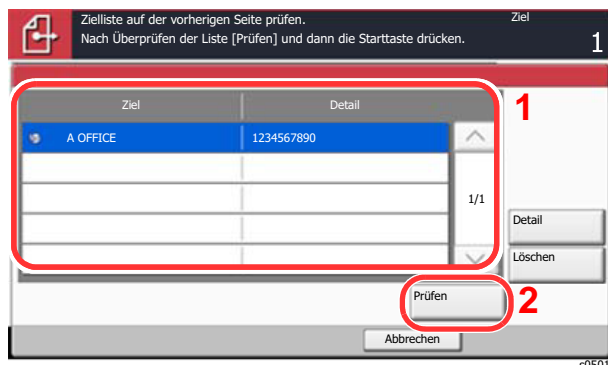 Zielliste auf der vorherigen Seite prüfen.
Nach Überprüfen der Liste [Prüfen] und dann die Starttaste drücken.
Ziel
1
Ziel
Detail
1
A OFFICE
1234567890
1/1
Detail
Löschen
Prüfen
2
Abbrechen